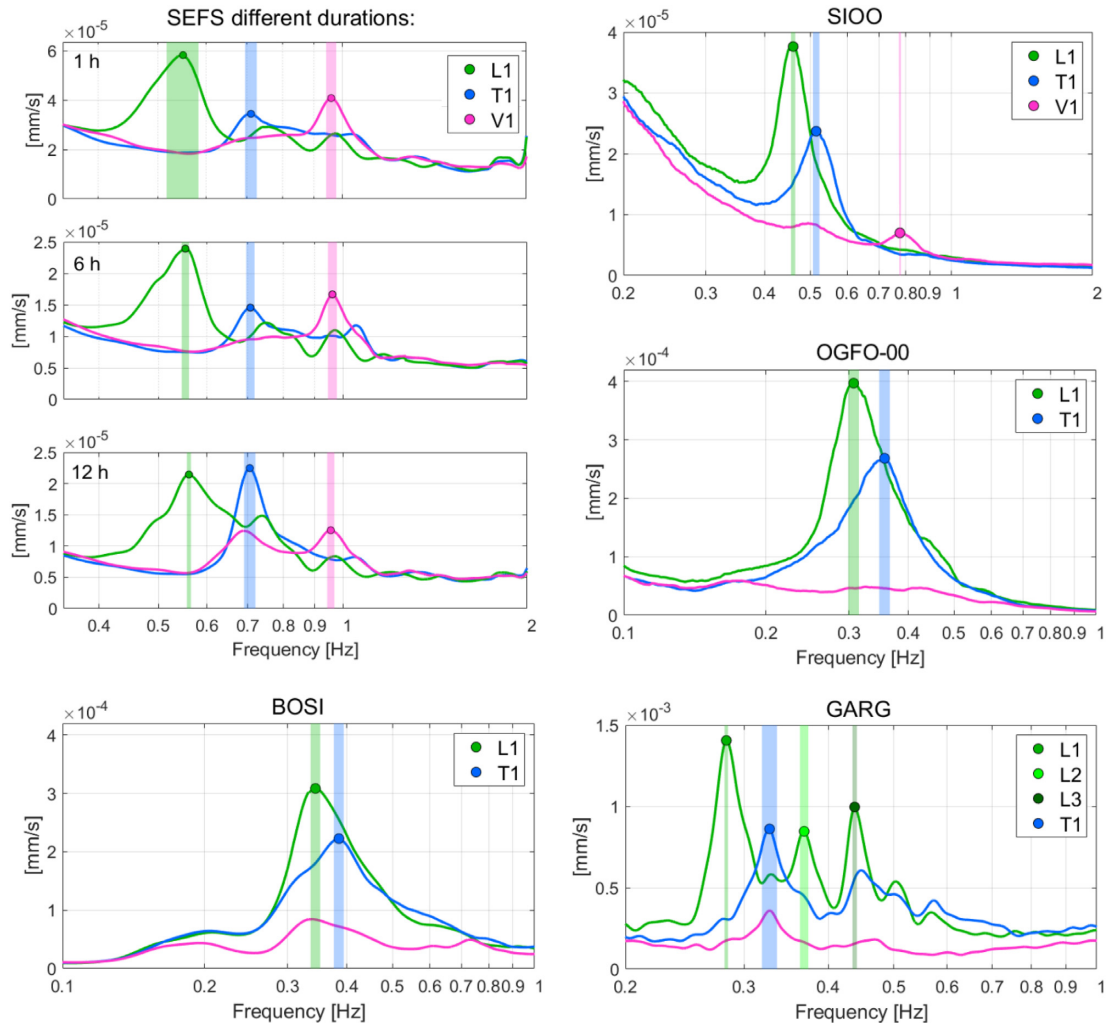 SEFS different durations:
× 10⁻⁵
1 h
L1
T1
V1
6
4
2
0
[mm/s]
× 10⁻⁵
6 h
2.5
2
1.5
1
0.5
0
[mm/s]
× 10⁻⁵
12 h
2.5
2
1.5
1
0.5
0
[mm/s]
0.4 0.5 0.6 0.7 0.8 0.9 1 2
Frequency [Hz]
SIOO
× 10⁻⁵
L1
T1
V1
4
3
2
1
0
[mm/s]
0.2 0.3 0.4 0.5 0.6 0.7 0.8 0.9 1 2
OGFO-00
× 10⁻⁴
L1
T1
4
3
2
1
0
[mm/s]
0.1 0.2 0.3 0.4 0.5 0.6 0.7 0.8 0.9 1
Frequency [Hz]
BOSI
× 10⁻⁴
L1
T1
4
3
2
1
0
[mm/s]
0.1 0.2 0.3 0.4 0.5 0.6 0.7 0.8 0.9 1
Frequency [Hz]
GARG
× 10⁻³
L1
L2
L3
T1
1.5
1
0.5
0
[mm/s]
0.2 0.3 0.4 0.5 0.6 0.7 0.8 0.9 1
Frequency [Hz]